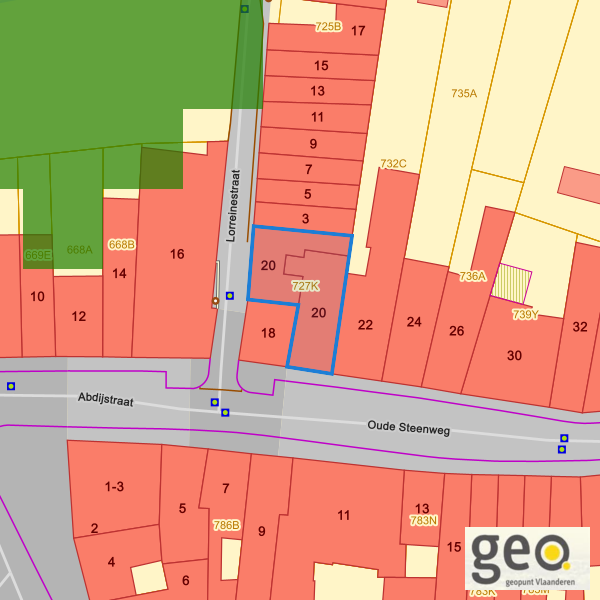 725B
17
15
13
735A
11
9
732C
7
5
Lorreinestraat
3
668B
668A
669E
16
20
14
727K
736A
10
12
20
739Y
18
22
24
26
30
32
Abdijstraat
Oude Steenweg
1-3
7
5
11
13
783N
2
786B
9
15
4
6
geo.
geopunt Vlaanderen